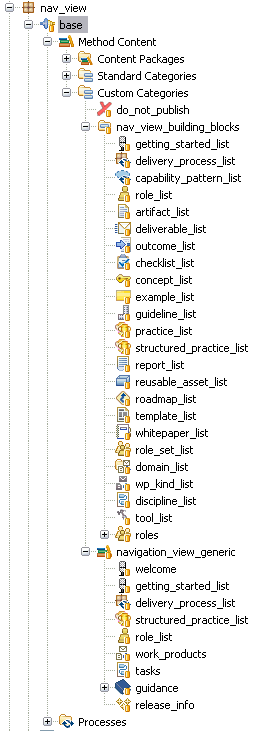 nav_view
base
Method Content
Content Packages
Standard Categories
Custom Categories
do_not_publish
nav_view_building_blocks
getting_started_list
delivery_process_list
capability_pattern_list
role_list
artifact_list
deliverable_list
outcome_list
checklist_list
concept_list
example_list
guideline_list
practice_list
structured_practice_list
report_list
reusable_asset_list
roadmap_list
template_list
whitepaper_list
role_set_list
domain_list
wp_kind_list
discipline_list
tool_list
roles
navigation_view_generic
welcome
getting_started_list
delivery_process_list
structured_practice_list
role_list
work_products
tasks
guidance
release_info
Processes